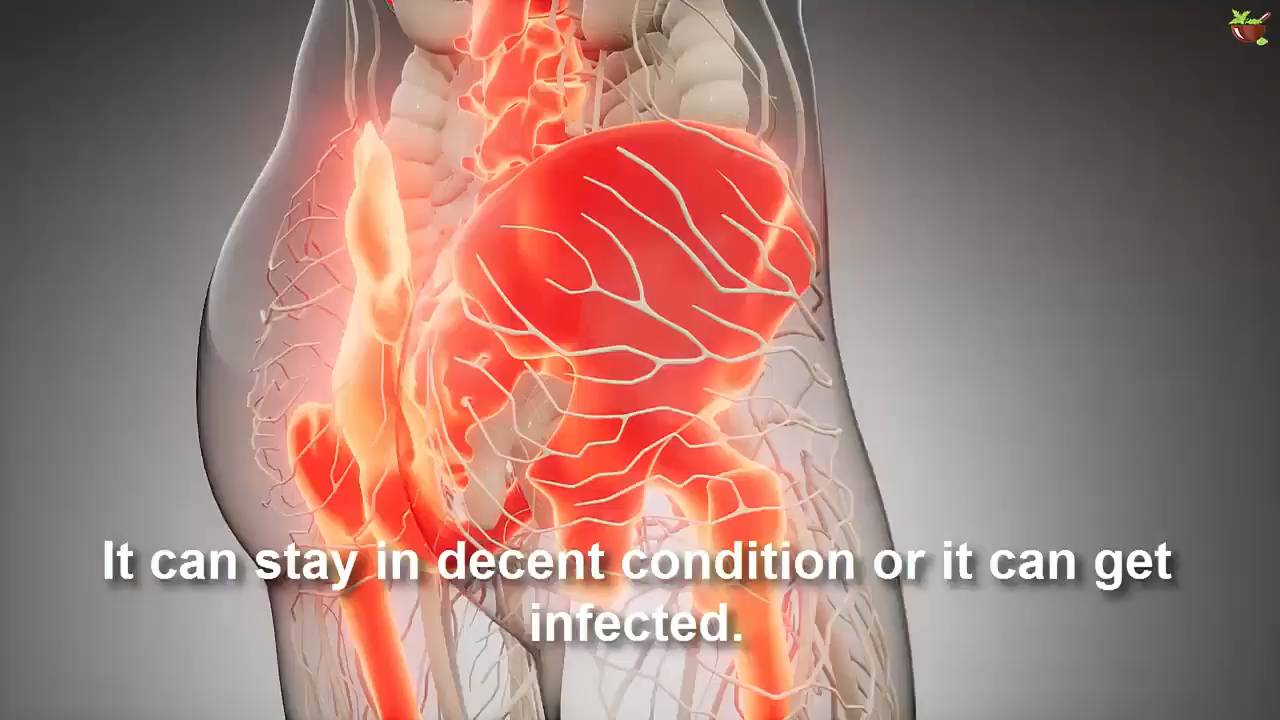 It can stay in decent condition or it can get
infected.